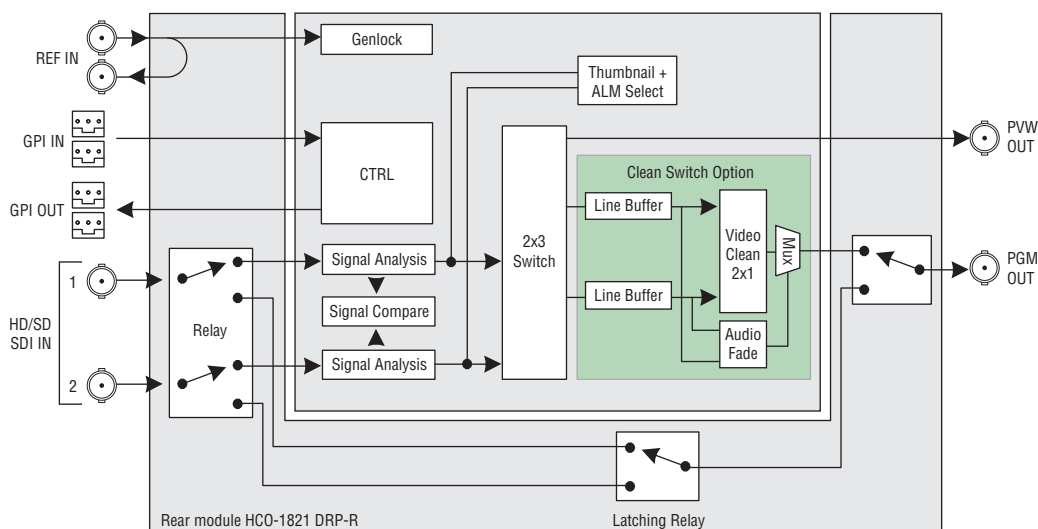 REF IN
GPI IN
GPI OUT
1
HD/SD
SDI IN
2
Genlock
Thumbnail +
ALM Select
CTRL
Signal Analysis
Signal Compare
Signal Analysis
Relay
2x3
Switch
Clean Switch Option
Line Buffer
Line Buffer
Video
Clean
2x1
Mux
Audio
Fade
PVW
OUT
PGM
OUT
Rear module HCO-1821 DRP-R
Latching Relay